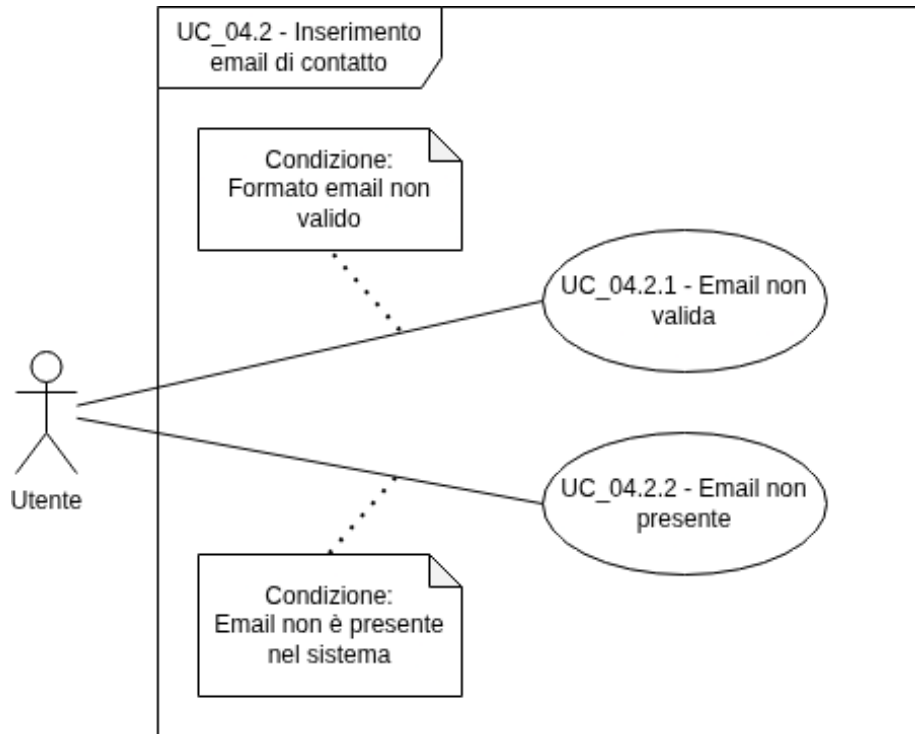 UC_04.2 - Inserimento
email di contatto
Condizione:
Formato email non
valido
UC_04.2.1 - Email non
valida
Utente
UC_04.2.2 - Email non
presente
Condizione:
Email non è presente
nel sistema